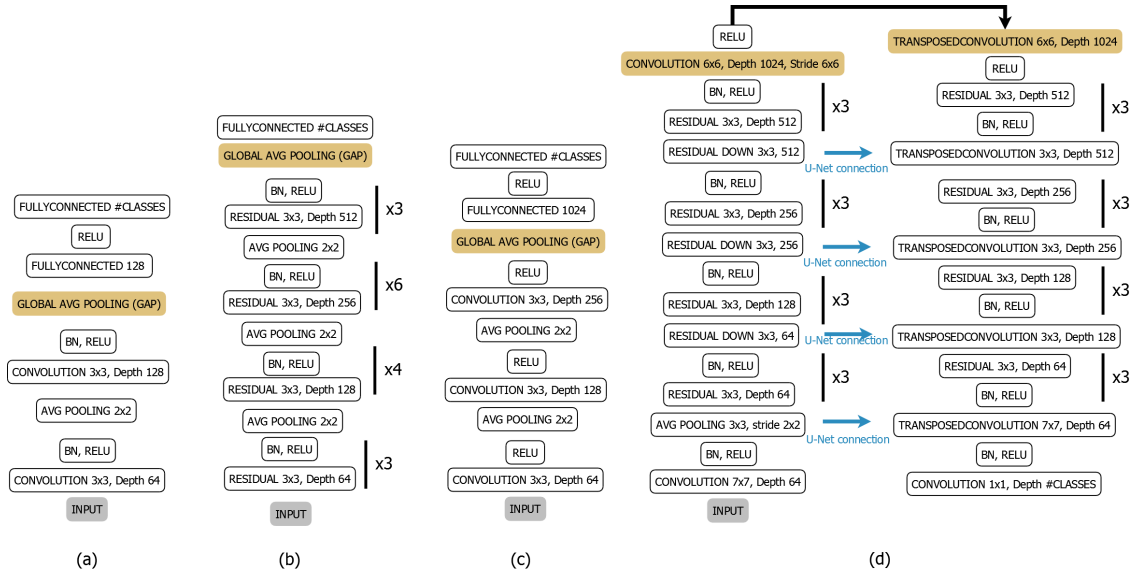 FULLYCONNECTED #CLASSES
RELU
FULLYCONNECTED 128
GLOBAL AVG POOLING (GAP)
BN, RELU
CONVOLUTION 3x3, Depth 128
AVG POOLING 2x2
BN, RELU
CONVOLUTION 3x3, Depth 64
INPUT
(a)
FULLYCONNECTED #CLASSES
GLOBAL AVG POOLING (GAP)
BN, RELU
RESIDUAL 3x3, Depth 512
x3
AVG POOLING 2x2
BN, RELU
RESIDUAL 3x3, Depth 256
x6
AVG POOLING 2x2
BN, RELU
RESIDUAL 3x3, Depth 128
x4
AVG POOLING 2x2
BN, RELU
RESIDUAL 3x3, Depth 64
x3
INPUT
(b)
FULLYCONNECTED #CLASSES
RELU
FULLYCONNECTED 1024
GLOBAL AVG POOLING (GAP)
RELU
CONVOLUTION 3x3, Depth 256
AVG POOLING 2x2
RELU
CONVOLUTION 3x3, Depth 128
AVG POOLING 2x2
RELU
CONVOLUTION 3x3, Depth 64
INPUT
(c)
RELU
CONVOLUTION 6x6, Depth 1024, Stride 6x6
BN, RELU
RESIDUAL 3x3, Depth 512
x3
RESIDUAL DOWN 3x3, 512
U-Net connection
BN, RELU
RESIDUAL 3x3, Depth 256
x3
RESIDUAL DOWN 3x3, 256
U-Net connection
BN, RELU
RESIDUAL 3x3, Depth 128
x3
RESIDUAL DOWN 3x3, 64
U-Net connection
BN, RELU
RESIDUAL 3x3, Depth 64
x3
AVG POOLING 3x3, stride 2x2
U-Net connection
BN, RELU
CONVOLUTION 7x7, Depth 64
INPUT
TRANSPOSEDCONVOLUTION 6x6, Depth 1024
RELU
RESIDUAL 3x3, Depth 512
BN, RELU
x3
TRANSPOSEDCONVOLUTION 3x3, Depth 512
RESIDUAL 3x3, Depth 256
BN, RELU
x3
TRANSPOSEDCONVOLUTION 3x3, Depth 256
RESIDUAL 3x3, Depth 128
BN, RELU
x3
TRANSPOSEDCONVOLUTION 3x3, Depth 128
RESIDUAL 3x3, Depth 64
BN, RELU
x3
TRANSPOSEDCONVOLUTION 7x7, Depth 64
BN, RELU
CONVOLUTION 1x1, Depth #CLASSES
(d)